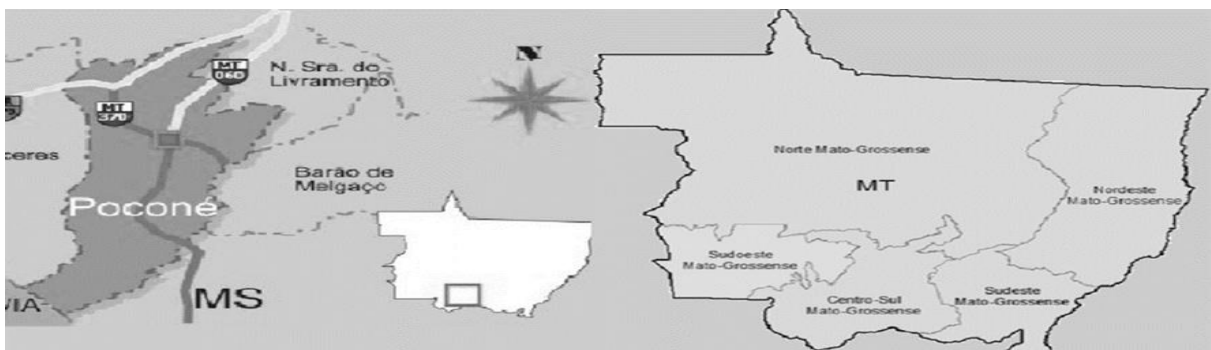 MT
060
N. Sra. do
Livramento
MT
370
N
ceres
Barão de
Melgaço
Poconé
MS
VIA
Norte Mato-Grossense
MT
Nordeste
Mato-Grossense
Sudoeste
Mato-Grossense
Centro-Sul
Mato-Grossense
Sudeste
Mato-Grossense